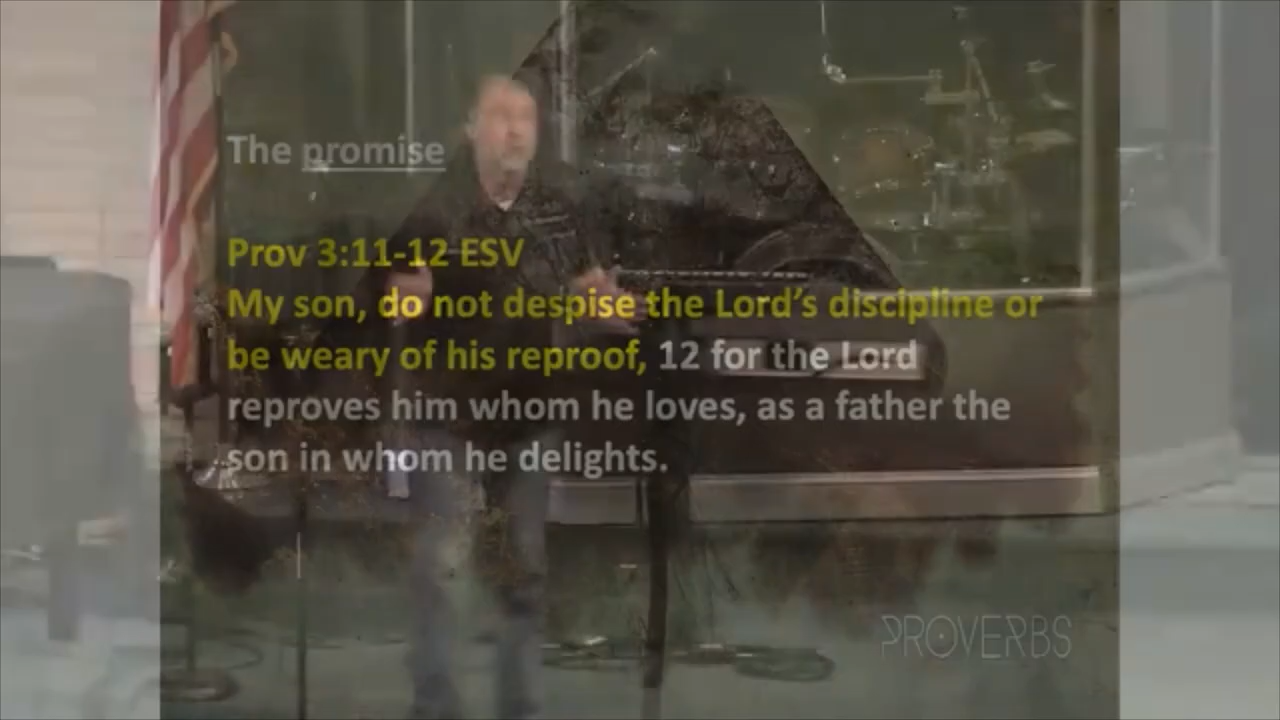 The promise
Prov 3:11-12 ESV
My son, do not despise the Lord’s discipline or
be weary of his reproof, 12 for the Lord
reproves him whom he loves, as a father the
son in whom he delights.
PROVERBS